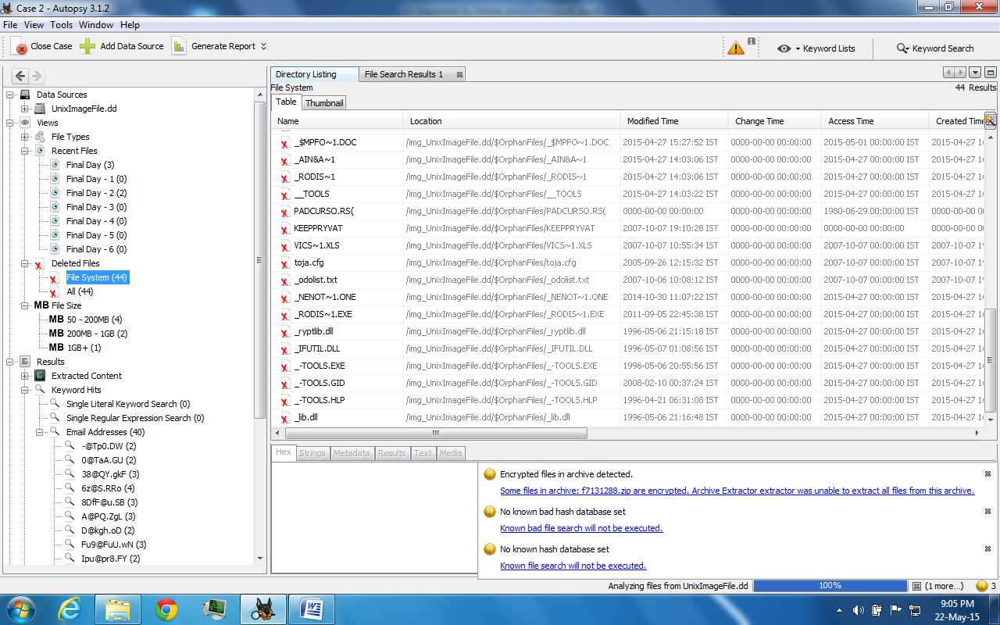 Case 2 - Autopsy 3.1.2
File View Tools Window Help
Close Case Add Data Source Generate Report 1 Keyword Lists Keyword Search
Directory Listing File Search Results 1
File System 44 Results
Table Thumbnail
Name Location Modified Time Change Time Access Time Created Time
_$MPFO~1.DOC /img_UnixImageFile.dd/$OrphanFiles/_$MPFO~1.DOC 2015-04-27 15:27:52 IST 0000-00-00 00:00:00 2015-05-01 00:00:00 IST 2015-04-27 1
_AIN&A~1 /img_UnixImageFile.dd/$OrphanFiles/_AIN&A~1 2015-04-27 14:03:06 IST 0000-00-00 00:00:00 2015-04-27 00:00:00 IST 2015-04-27 1
_RODIS~1 /img_UnixImageFile.dd/$OrphanFiles/_RODIS~1 2015-04-27 14:03:06 IST 0000-00-00 00:00:00 2015-04-27 00:00:00 IST 2015-04-27 1
__TOOLS /img_UnixImageFile.dd/$OrphanFiles/__TOOLS 2015-04-27 14:03:22 IST 0000-00-00 00:00:00 2015-04-27 00:00:00 IST 2015-04-27 1
PADCURSO.RS( /img_UnixImageFile.dd/$OrphanFiles/PADCURSO.RS( 0000-00-00 00:00:00 0000-00-00 00:00:00 1980-06-29 00:00:00 IST 0000-00-00 00
KEEPPRYVAT /img_UnixImageFile.dd/$OrphanFiles/KEEPPRYVAT 2007-10-07 19:10:28 IST 0000-00-00 00:00:00 0000-00-00 00:00:00 0000-00-00 00
VICS~1.XLS /img_UnixImageFile.dd/$OrphanFiles/VICS~1.XLS 2007-10-07 10:55:34 IST 0000-00-00 00:00:00 2007-10-07 00:00:00 IST 2007-10-07 1
toja.cfg /img_UnixImageFile.dd/$OrphanFiles/toja.cfg 2005-09-26 12:15:32 IST 0000-00-00 00:00:00 2007-10-07 00:00:00 IST 2007-10-07 1
_odolist.txt /img_UnixImageFile.dd/$OrphanFiles/_odolist.txt 2007-10-06 10:08:12 IST 0000-00-00 00:00:00 2007-10-07 00:00:00 IST 2007-10-07 1
_NENOT~1.ONE /img_UnixImageFile.dd/$OrphanFiles/_NENOT~1.ONE 2014-10-30 11:07:22 IST 0000-00-00 00:00:00 2015-04-27 00:00:00 IST 2015-04-27 1
_RODIS~1.EXE /img_UnixImageFile.dd/$OrphanFiles/_RODIS~1.EXE 2011-09-05 22:45:38 IST 0000-00-00 00:00:00 2015-04-27 00:00:00 IST 2015-04-27 1
_ryptlib.dll /img_UnixImageFile.dd/$OrphanFiles/_ryptlib.dll 1996-05-06 21:15:18 IST 0000-00-00 00:00:00 2015-04-27 00:00:00 IST 2015-04-27 1
_IFUTIL.DLL /img_UnixImageFile.dd/$OrphanFiles/_IFUTIL.DLL 1996-05-07 01:08:56 IST 0000-00-00 00:00:00 2015-04-27 00:00:00 IST 2015-04-27 1
_-TOOLS.EXE /img_UnixImageFile.dd/$OrphanFiles/_-TOOLS.EXE 1996-05-06 20:55:56 IST 0000-00-00 00:00:00 2015-04-27 00:00:00 IST 2015-04-27 1
_-TOOLS.GID /img_UnixImageFile.dd/$OrphanFiles/_-TOOLS.GID 2008-02-10 00:37:24 IST 0000-00-00 00:00:00 2015-04-27 00:00:00 IST 2015-04-27 1
_-TOOLS.HLP /img_UnixImageFile.dd/$OrphanFiles/_-TOOLS.HLP 1996-04-21 06:31:08 IST 0000-00-00 00:00:00 2015-04-27 00:00:00 IST 2015-04-27 1
_lib.dll /img_UnixImageFile.dd/$OrphanFiles/_lib.dll 1996-05-06 21:16:48 IST 0000-00-00 00:00:00 2015-04-27 00:00:00 IST 2015-04-27 1
Data Sources
UnixImageFile.dd
Views
File Types
Recent Files
Final Day (3)
Final Day - 1 (0)
Final Day - 2 (2)
Final Day - 3 (0)
Final Day - 4 (0)
Final Day - 5 (0)
Final Day - 6 (0)
Deleted Files
File System (44)
All (44)
MB File Size
MB 50 - 200MB (4)
MB 200MB - 1GB (2)
MB 1GB+ (1)
Results
Extracted Content
Keyword Hits
Single Literal Keyword Search (0)
Single Regular Expression Search (0)
Email Addresses (40)
-@Tp0.DW (2)
0@TaA.GU (2)
38@QY.gkF (3)
6z@S.RRo (4)
8DfF@u.SB (3)
A@PQ.ZgL (3)
D@kgh.oD (2)
Fu9@FuU.wN (3)
Ipu@pr8.FY (2)
Hex Strings Metadata Results Text Media
Encrypted files in archive detected.
Some files in archive: f7131288.zip are encrypted. Archive Extractor extractor was unable to extract all files from this archive.
No known bad hash database set
Known bad file search will not be executed.
No known hash database set
Known file search will not be executed.
Analyzing files from UnixImageFile.dd 100% (1 more...) 3
9:05 PM
22-May-15